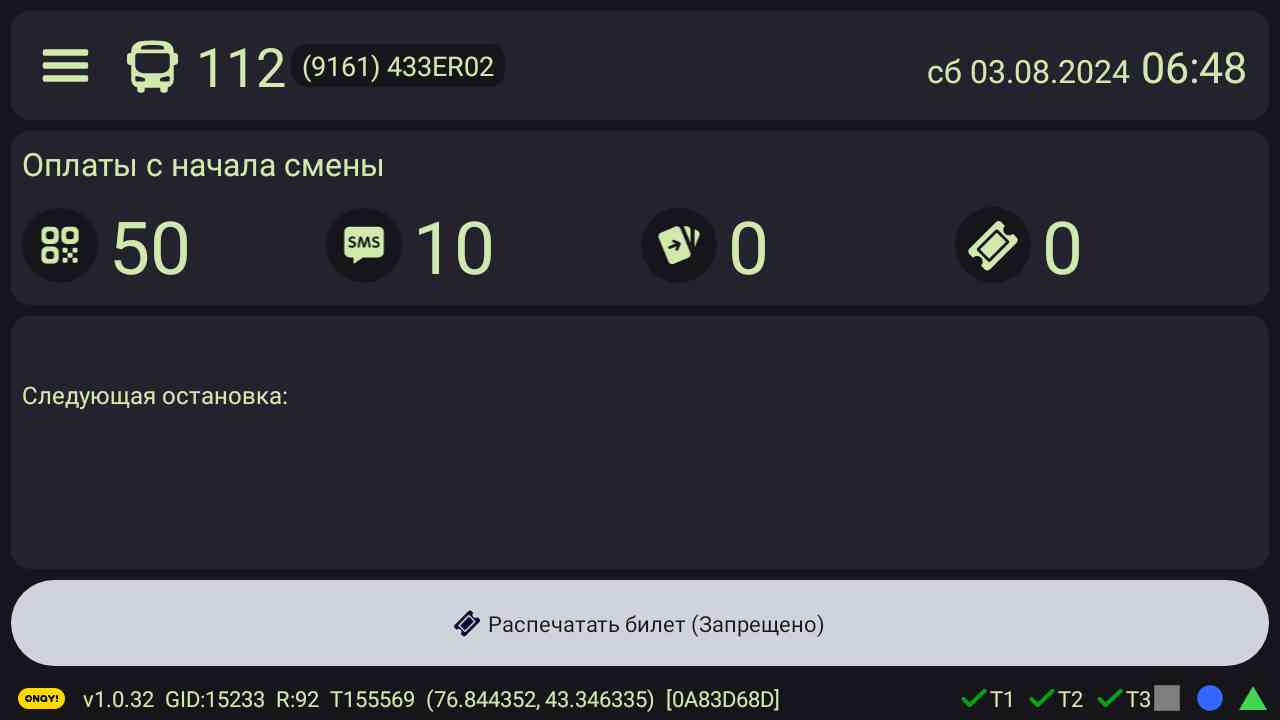 112 (9161) 433ER02 сб 03.08.2024 06:48
Оплаты с начала смены
50 SMS 10 0 0
Следующая остановка:
Распечатать билет (Запрещено)
ONAY! v1.0.32 GID:15233 R:92 T155569 (76.844352, 43.346335) [0A83D68D] T1 T2 T3